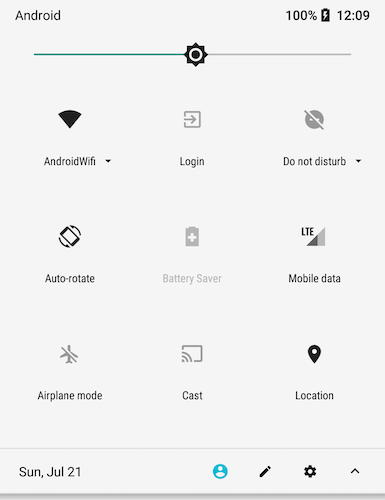 Android 100% 12:09
AndroidWifi Login Do not disturb
LTE
Auto-rotate Battery Saver Mobile data
Airplane mode Cast Location
Sun, Jul 21